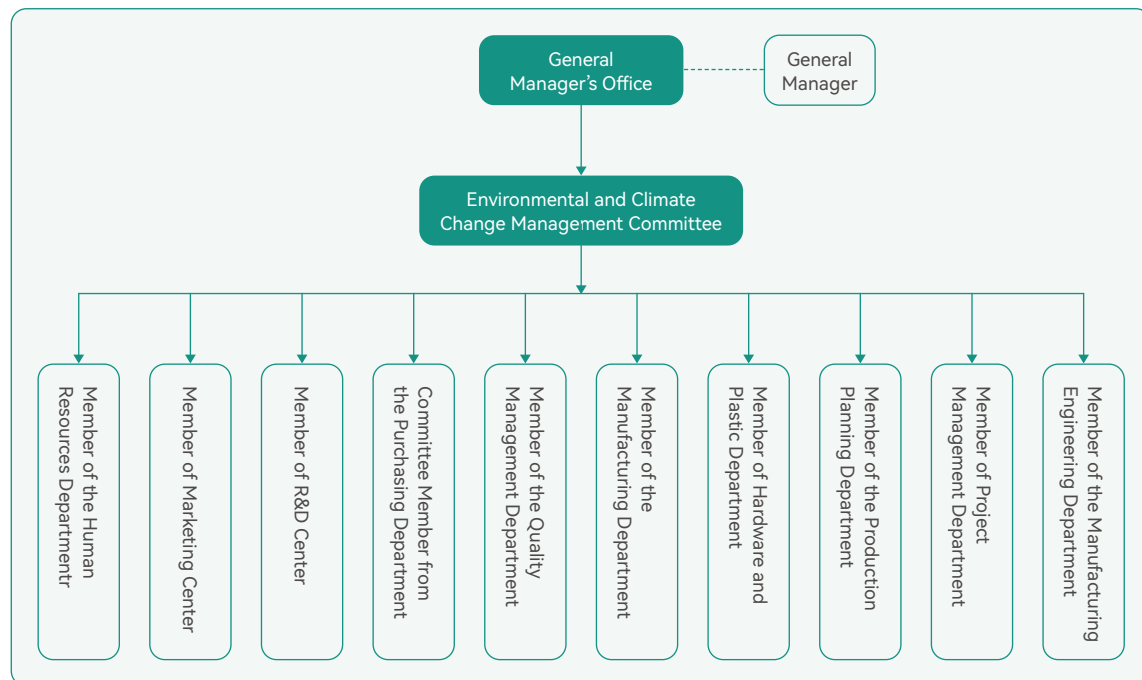 General
Manager’s Office
General
Manager
Environmental and Climate
Change Management Committee
Member of the Human
Resources Departmentr
Member of Marketing Center
Member of R&D Center
Committee Member from
the Purchasing Department
Member of the Quality
Management Department
Member of the
Manufacturing Department
Member of Hardware and
Plastic Department
Member of the Production
Planning Department
Member of Project
Management Department
Member of the Manufacturing
Engineering Department